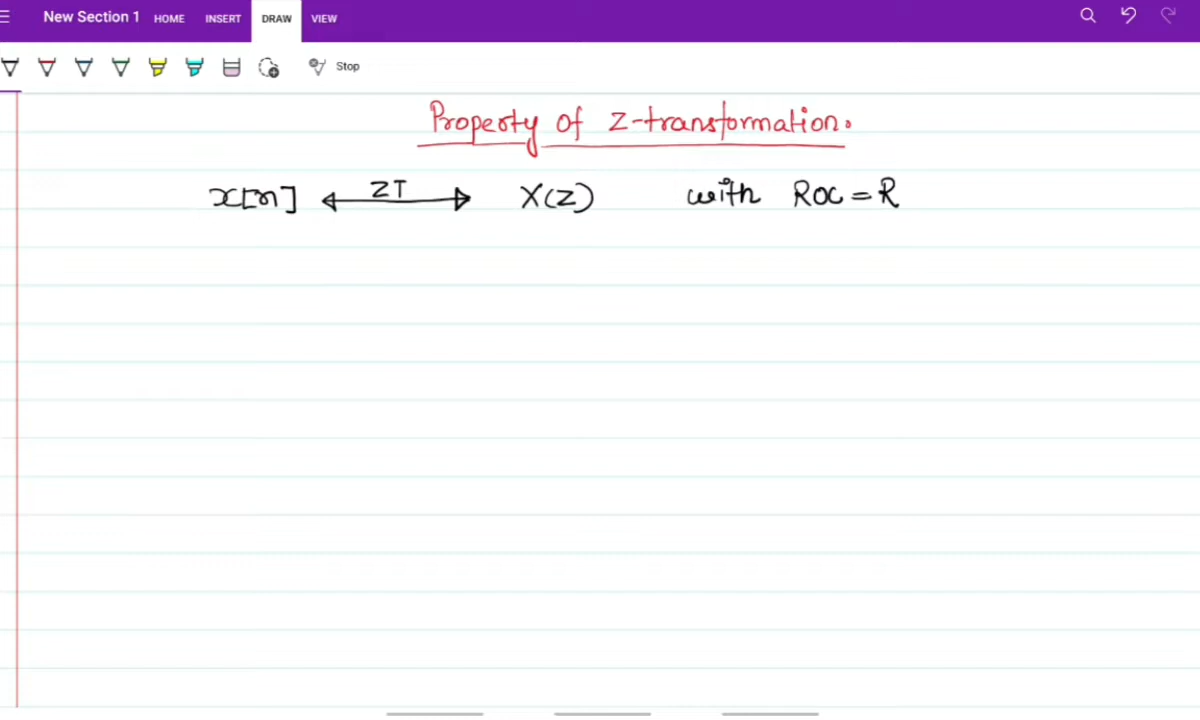 New Section 1 HOME INSERT DRAW VIEW
Stop
Property of Z-transformation.
x[n] ⟷ ZT X(Z) with ROC = R